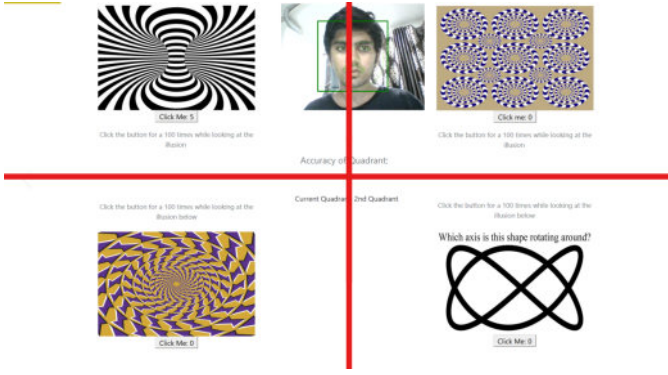 Click Me: 5
Click me: 0
Click the button for a 100 times while looking at the
illusion
Click the button for a 100 times while looking at the
illusion
Accuracy of Quadrant:
Current Quadrant 2nd Quadrant
Click the button for a 100 times while looking at the
illusion below
Click the button for a 100 times while looking at the
illusion below
Which axis is this shape rotating around?
Click Me: 0
Click Me: 0